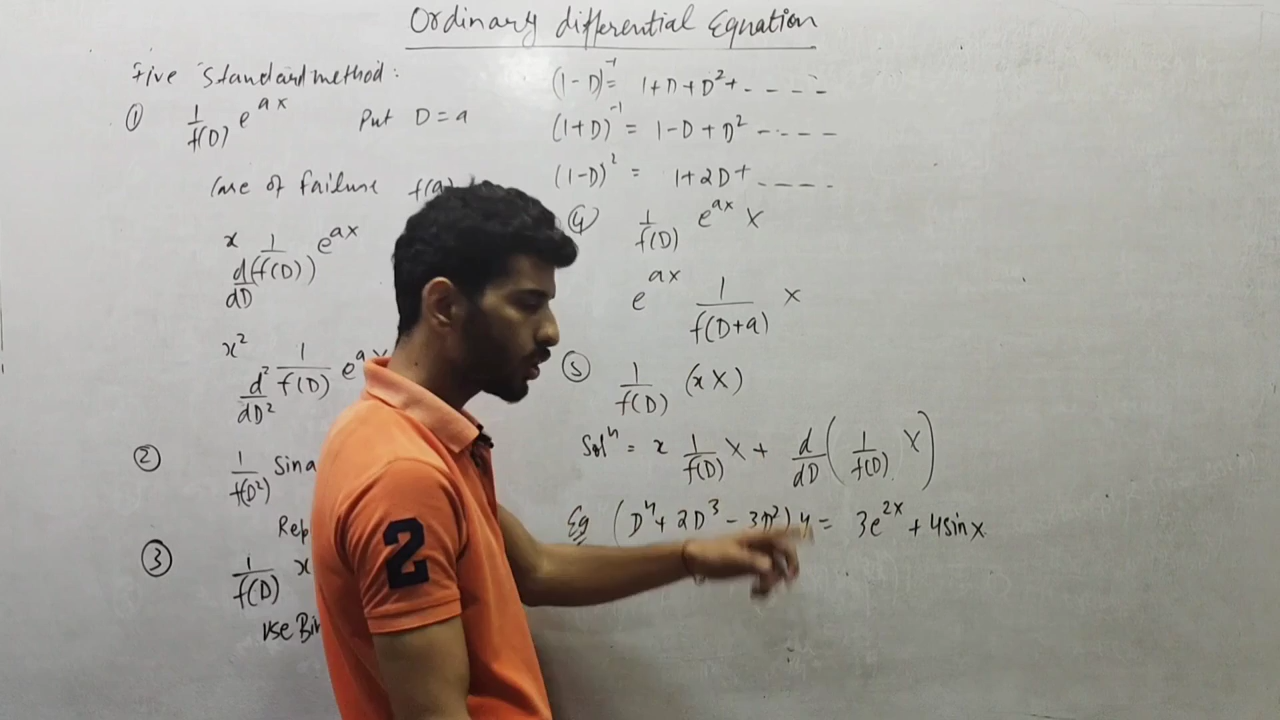 Ordinary differential Equation
Five Standard method:
① 1/f(D) e^{ax} Put D = a
Case of failure f(a)
x 1/(d/dD (f(D))) e^{ax}
x² 1/(d²/dD² f(D)) e^{ax}
② 1/f(D²) Sin a
Rep
③ 1/f(D) x
use Bin
(1-D)^{-1} = 1+D+D²+ - - - -
(1+D)^{-1} = 1-D+D² - - - - -
(1-D)² = 1+2D+ - - - -
④ 1/f(D) e^{ax} X
e^{ax} 1/f(D+a) X
⑤ 1/f(D) (x X)
Solⁿ = x 1/f(D) X + d/dD (1/f(D) X)
Eg (D⁴ + 2D³ - 3D²) y = 3e^{2x} + 4sinx
2